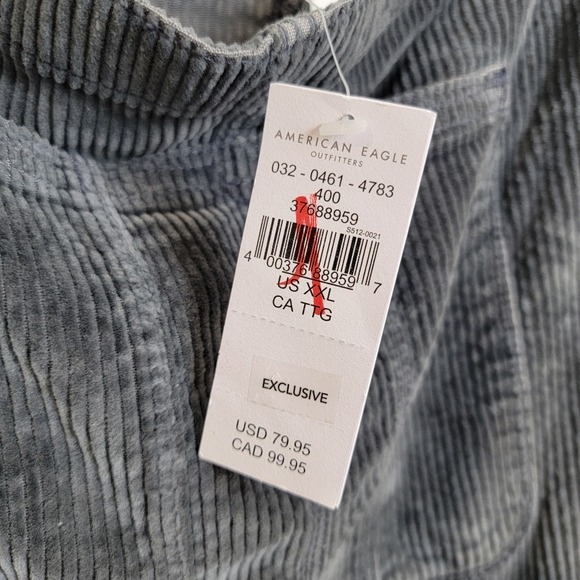 AMERICAN EAGLE
OUTFITTERS
032 - 0461 - 4783
400
37688959
S512-0021
4 00376 88959 7
US XXL
CA TTG
EXCLUSIVE
USD 79.95
CAD 99.95